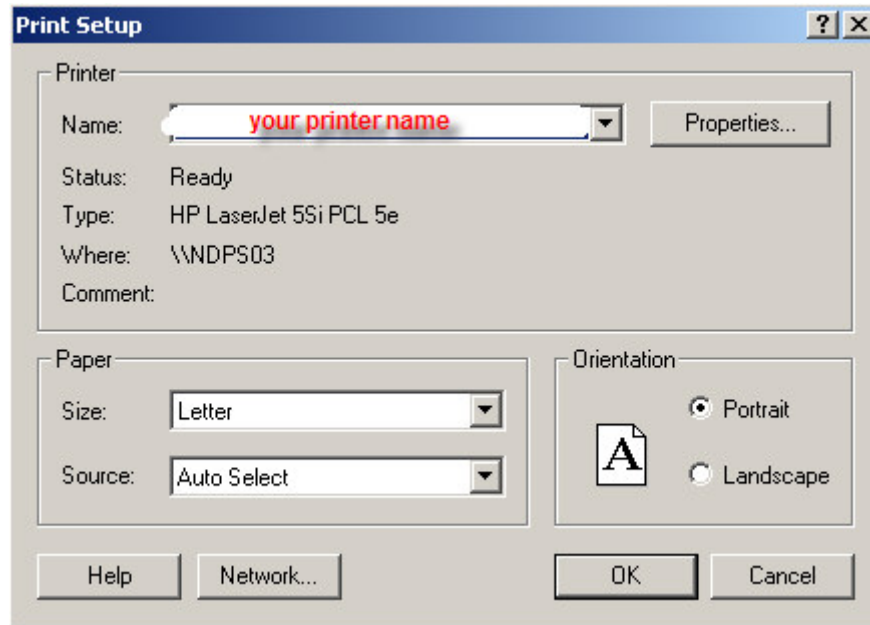 Print Setup
Printer
Name: your printer name Properties...
Status: Ready
Type: HP LaserJet 5Si PCL 5e
Where: \\NDPS03
Comment:
Paper
Size: Letter
Source: Auto Select
Orientation
A
Portrait
Landscape
Help Network... OK Cancel